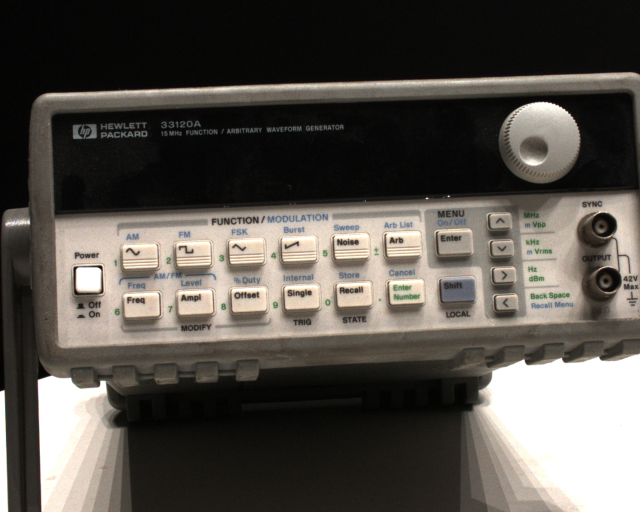 hp HEWLETT PACKARD
33120A
15 MHz FUNCTION / ARBITRARY WAVEFORM GENERATOR
FUNCTION / MODULATION
MENU
On/Off
AM FM FSK Burst Sweep Arb List
1 2 3 4 5 ± Noise Arb Enter
Power
Off
On
AM/FM
Freq Level % Duty Internal Store Cancel
6 Freq 7 Ampl 8 Offset 9 Single 0 Recall . Enter Number Shift
MODIFY TRIG STATE LOCAL
^ MHz
m Vpp
v kHz
m Vrms
> Hz
dBm
< Back Space
Recall Menu
SYNC
OUTPUT
42V
Max